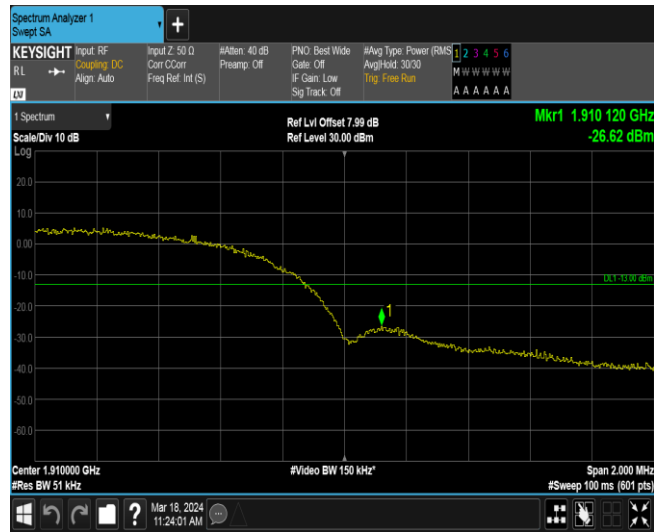 Spectrum Analyzer 1
Swept SA
+
KEYSIGHT
RL
LXI
Input: RF
Coupling: DC
Align: Auto
Input Z: 50 Ω
Corr CCorr
Freq Ref: Int (S)
#Atten: 40 dB
Preamp: Off
PNO: Best Wide
Gate: Off
IF Gain: Low
Sig Track: Off
#Avg Type: Power (RMS
Avg|Hold: 30/30
Trig: Free Run
1 2 3 4 5 6
M W W W W W
A A A A A A
1 Spectrum
Scale/Div 10 dB
Log
Ref Lvl Offset 7.99 dB
Ref Level 30.00 dBm
Mkr1 1.910 120 GHz
-26.62 dBm
20.0
10.0
0.00
-10.0
DL1 -13.00 dBm
-20.0
1
-30.0
-40.0
-50.0
-60.0
Center 1.910000 GHz
#Res BW 51 kHz
#Video BW 150 kHz*
Span 2.000 MHz
#Sweep 100 ms (601 pts)
?
Mar 18, 2024
11:24:01 AM